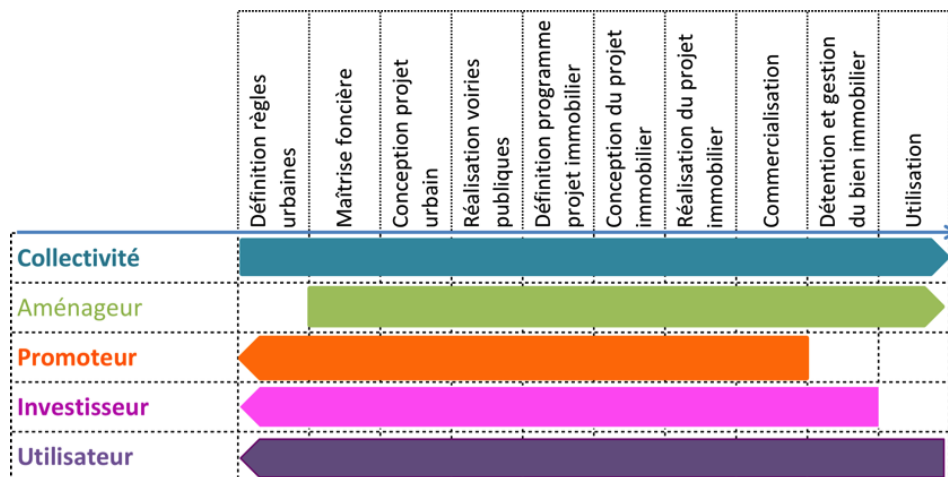 Définition règles
urbaines
Maîtrise foncière
Conception projet
urbain
Réalisation voiries
publiques
Définition programme
projet immobilier
Conception du projet
immobilier
Réalisation du projet
immobilier
Commercialisation
Détention et gestion
du bien immobilier
Utilisation
Collectivité
Aménageur
Promoteur
Investisseur
Utilisateur